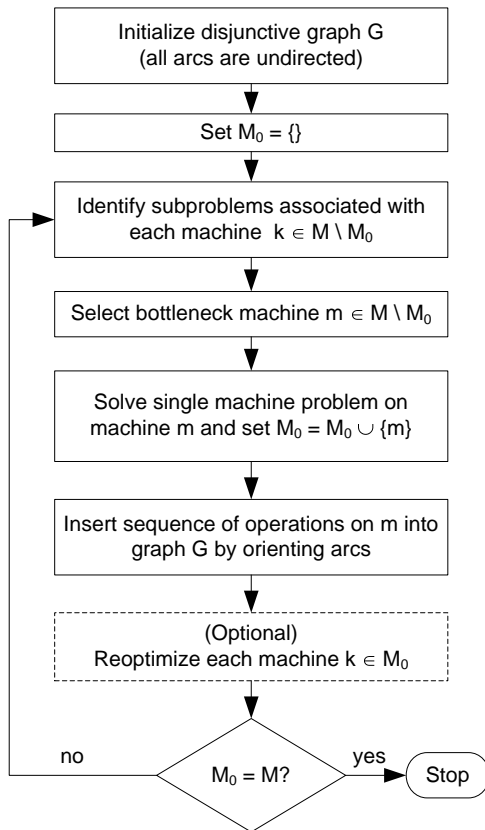 Initialize disjunctive graph G
(all arcs are undirected)
Set M₀ = {}
Identify subproblems associated with
each machine k ∈ M \ M₀
Select bottleneck machine m ∈ M \ M₀
Solve single machine problem on
machine m and set M₀ = M₀ ∪ {m}
Insert sequence of operations on m into
graph G by orienting arcs
(Optional)
Reoptimize each machine k ∈ M₀
no
M₀ = M?
yes
Stop